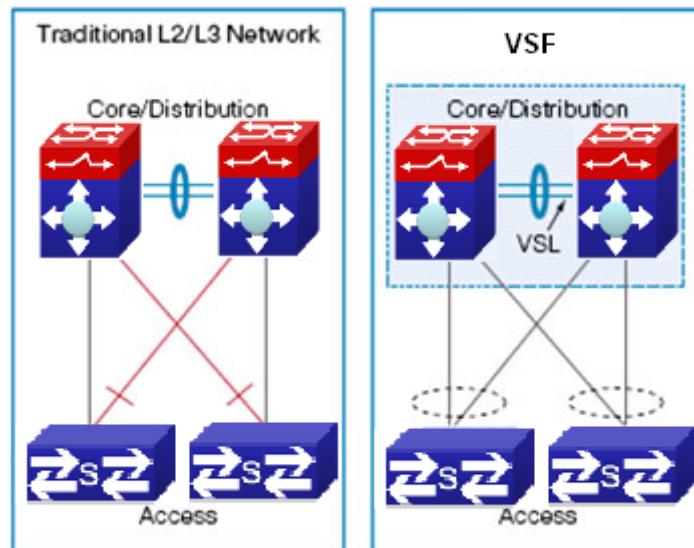 Traditional L2/L3 Network
Core/Distribution
S
S
Access
VSF
Core/Distribution
VSL
S
S
Access